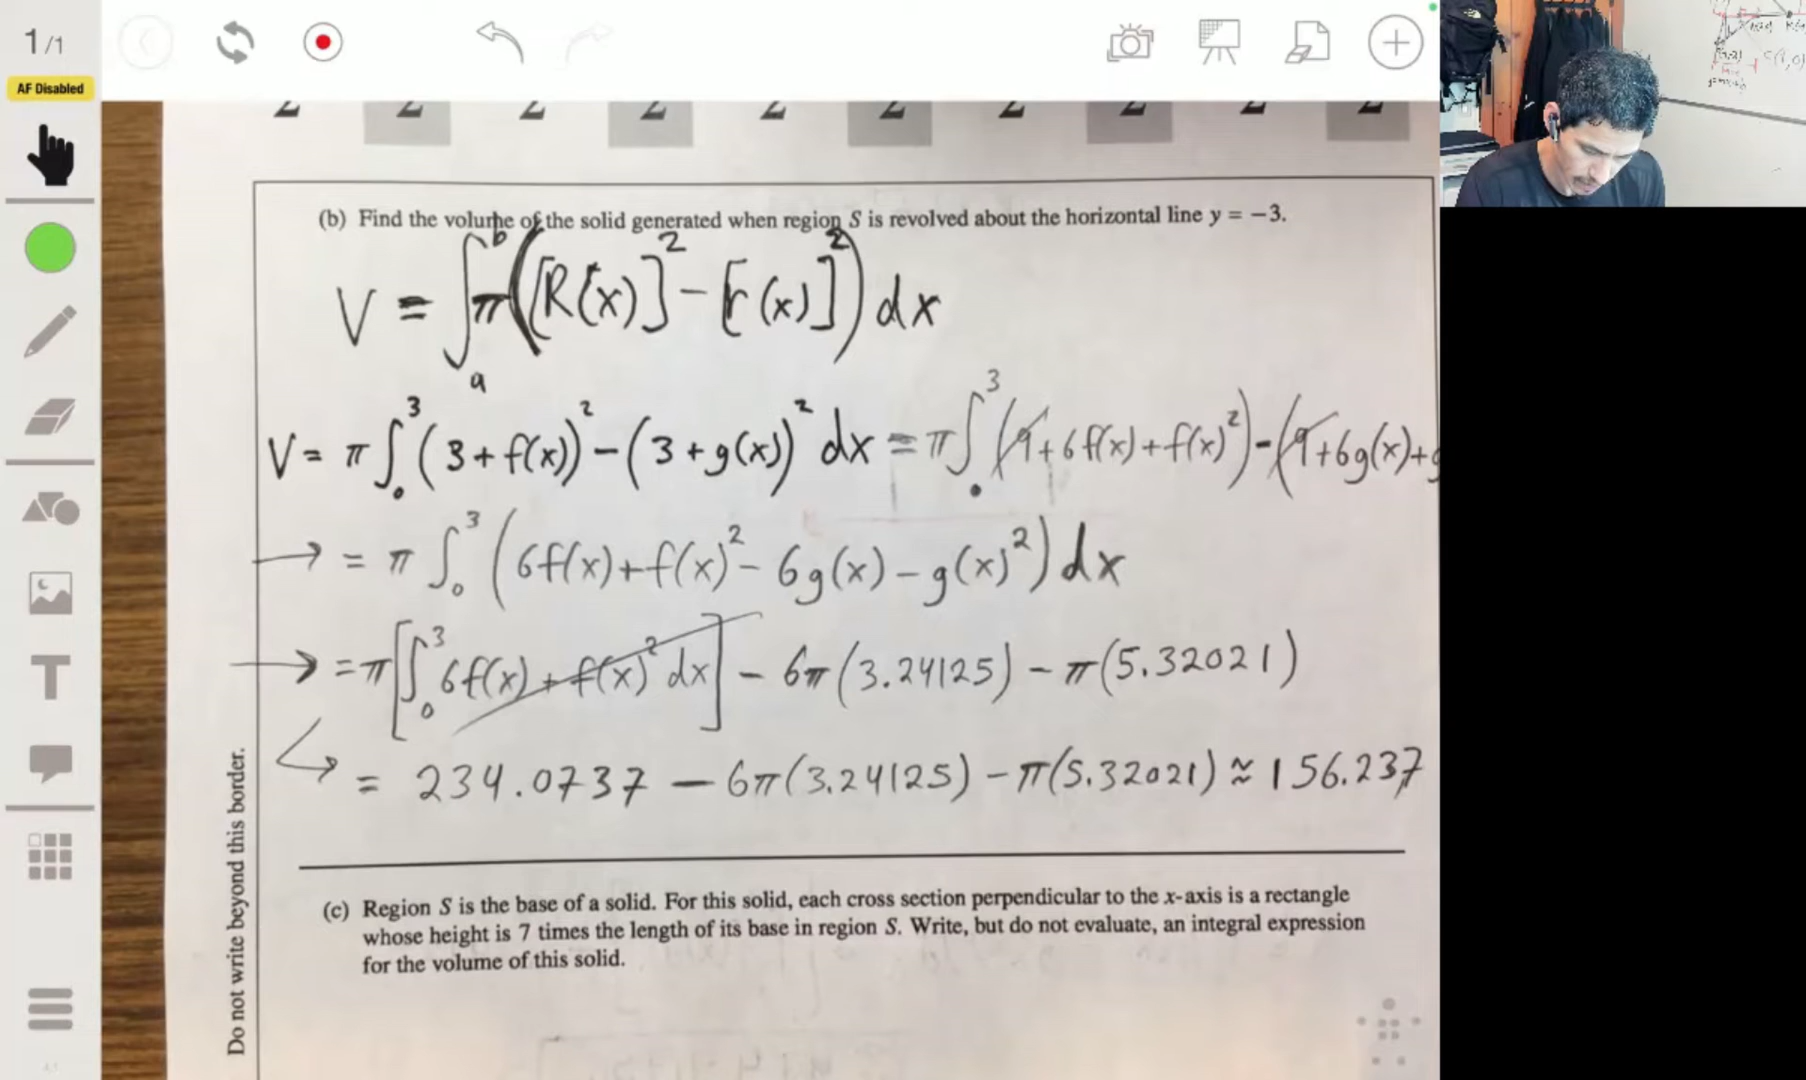 1/1
AF Disabled
(b) Find the volume of the solid generated when region S is revolved about the horizontal line y = −3.
V = ∫_a^b π([R(x)]² − [r(x)]²) dx
V = π∫₀³ (3 + f(x))² − (3 + g(x))² dx = π∫₀³ (9 + 6f(x) + f(x)²) − (9 + 6g(x) + g
→ = π ∫₀³ (6f(x) + f(x)² − 6g(x) − g(x)²) dx
→ = π[∫₀³ 6f(x) + f(x)² dx] − 6π(3.24125) − π(5.32021)
↳ = 234.0737 − 6π(3.24125) − π(5.32021) ≈ 156.237
(c) Region S is the base of a solid. For this solid, each cross section perpendicular to the x-axis is a rectangle
whose height is 7 times the length of its base in region S. Write, but do not evaluate, an integral expression
for the volume of this solid.
Do not write beyond this border.
T